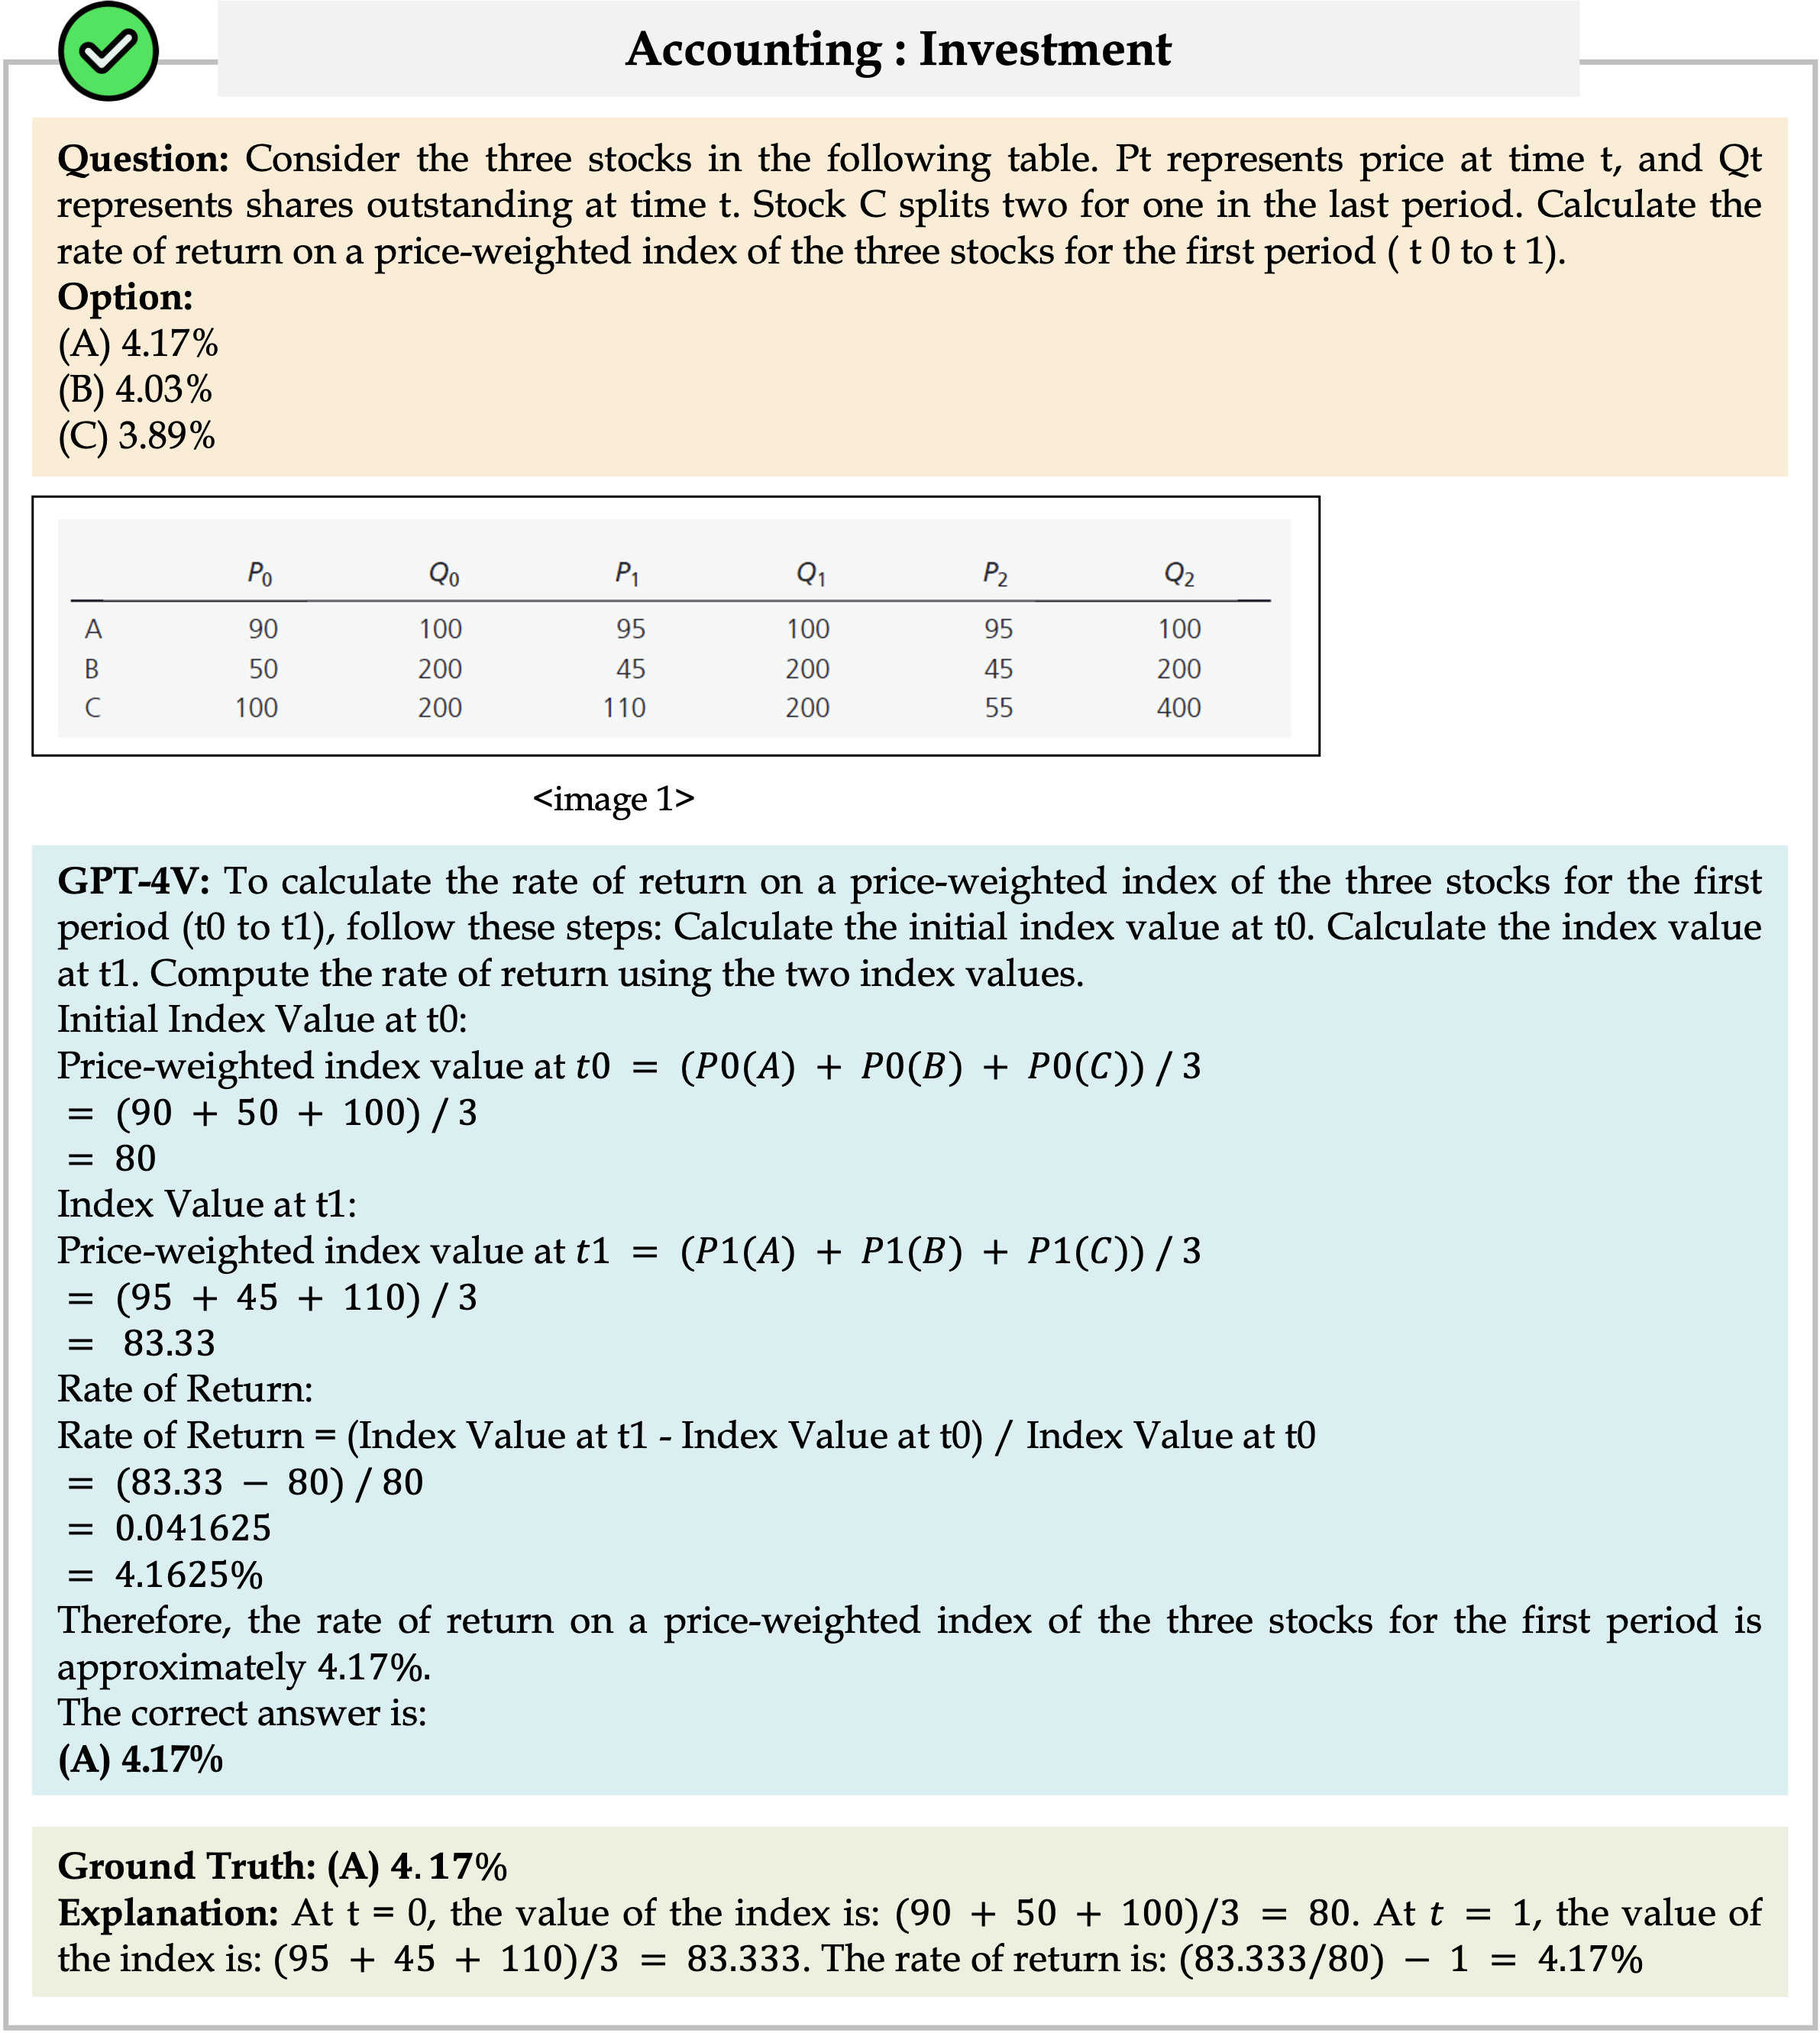 Accounting : Investment
Question: Consider the three stocks in the following table. Pt represents price at time t, and Qt
represents shares outstanding at time t. Stock C splits two for one in the last period. Calculate the
rate of return on a price-weighted index of the three stocks for the first period ( t 0 to t 1).
Option:
(A) 4.17%
(B) 4.03%
(C) 3.89%
P0 Q0 P1 Q1 P2 Q2
A 90 100 95 100 95 100
B 50 200 45 200 45 200
C 100 200 110 200 55 400
<image 1>
GPT-4V: To calculate the rate of return on a price-weighted index of the three stocks for the first
period (t0 to t1), follow these steps: Calculate the initial index value at t0. Calculate the index value
at t1. Compute the rate of return using the two index values.
Initial Index Value at t0:
Price-weighted index value at t0 = (P0(A) + P0(B) + P0(C)) / 3
= (90 + 50 + 100) / 3
= 80
Index Value at t1:
Price-weighted index value at t1 = (P1(A) + P1(B) + P1(C)) / 3
= (95 + 45 + 110) / 3
= 83.33
Rate of Return:
Rate of Return = (Index Value at t1 - Index Value at t0) / Index Value at t0
= (83.33 − 80) / 80
= 0.041625
= 4.1625%
Therefore, the rate of return on a price-weighted index of the three stocks for the first period is
approximately 4.17%.
The correct answer is:
(A) 4.17%
Ground Truth: (A) 4.17%
Explanation: At t = 0, the value of the index is: (90 + 50 + 100)/3 = 80. At t = 1, the value of
the index is: (95 + 45 + 110)/3 = 83.333. The rate of return is: (83.333/80) − 1 = 4.17%